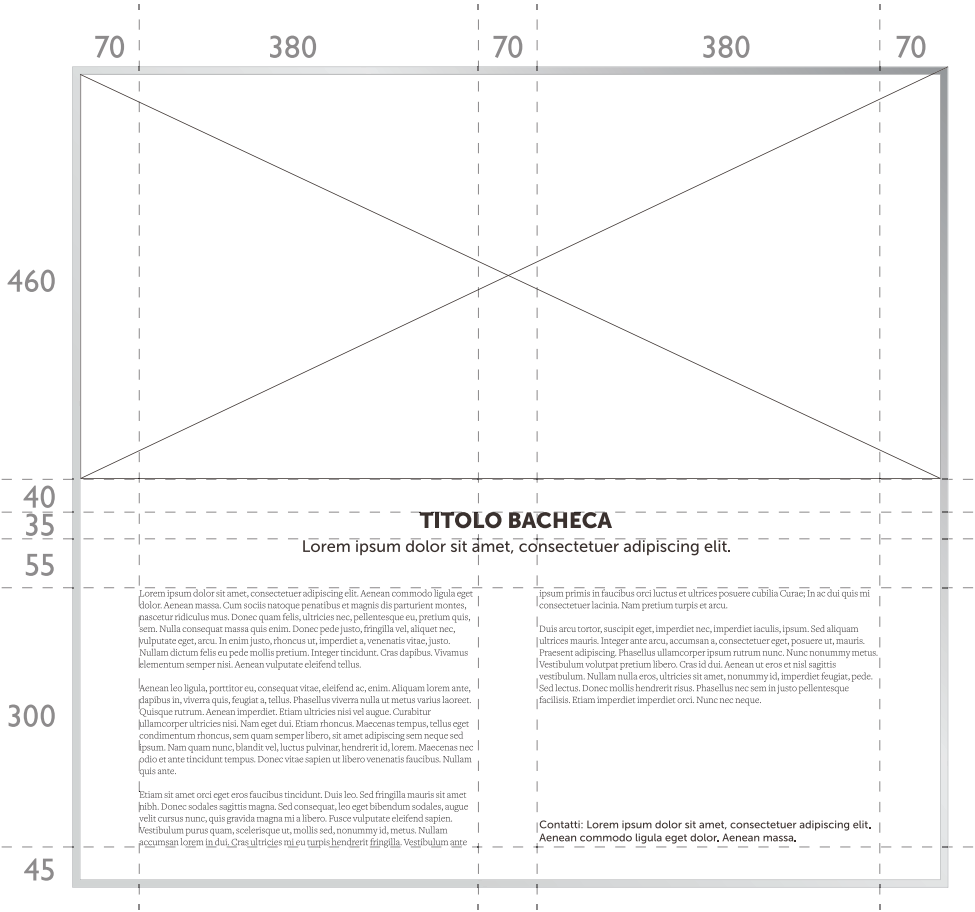 70 380 70 380 70
460
40
35
55
300
45
TITOLO BACHECA
Lorem ipsum dolor sit amet, consectetuer adipiscing elit.
Lorem ipsum dolor sit amet, consectetuer adipiscing elit. Aenean commodo ligula eget
dolor. Aenean massa. Cum sociis natoque penatibus et magnis dis parturient montes,
nascetur ridiculus mus. Donec quam felis, ultricies nec, pellentesque eu, pretium quis,
sem. Nulla consequat massa quis enim. Donec pede justo, fringilla vel, aliquet nec,
vulputate eget, arcu. In enim justo, rhoncus ut, imperdiet a, venenatis vitae, justo.
Nullam dictum felis eu pede mollis pretium. Integer tincidunt. Cras dapibus. Vivamus
elementum semper nisi. Aenean vulputate eleifend tellus.
Aenean leo ligula, porttitor eu, consequat vitae, eleifend ac, enim. Aliquam lorem ante,
dapibus in, viverra quis, feugiat a, tellus. Phasellus viverra nulla ut metus varius laoreet.
Quisque rutrum. Aenean imperdiet. Etiam ultricies nisi vel augue. Curabitur
ullamcorper ultricies nisi. Nam eget dui. Etiam rhoncus. Maecenas tempus, tellus eget
condimentum rhoncus, sem quam semper libero, sit amet adipiscing sem neque sed
ipsum. Nam quam nunc, blandit vel, luctus pulvinar, hendrerit id, lorem. Maecenas nec
odio et ante tincidunt tempus. Donec vitae sapien ut libero venenatis faucibus. Nullam
quis ante.
Etiam sit amet orci eget eros faucibus tincidunt. Duis leo. Sed fringilla mauris sit amet
nibh. Donec sodales sagittis magna. Sed consequat, leo eget bibendum sodales, augue
velit cursus nunc, quis gravida magna mi a libero. Fusce vulputate eleifend sapien.
Vestibulum purus quam, scelerisque ut, mollis sed, nonummy id, metus. Nullam
accumsan lorem in dui. Cras ultricies mi eu turpis hendrerit fringilla. Vestibulum ante
ipsum primis in faucibus orci luctus et ultrices posuere cubilia Curae; In ac dui quis mi
consectetuer lacinia. Nam pretium turpis et arcu.
Duis arcu tortor, suscipit eget, imperdiet nec, imperdiet iaculis, ipsum. Sed aliquam
ultrices mauris. Integer ante arcu, accumsan a, consectetuer eget, posuere ut, mauris.
Praesent adipiscing. Phasellus ullamcorper ipsum rutrum nunc. Nunc nonummy metus.
Vestibulum volutpat pretium libero. Cras id dui. Aenean ut eros et nisl sagittis
vestibulum. Nullam nulla eros, ultricies sit amet, nonummy id, imperdiet feugiat, pede.
Sed lectus. Donec mollis hendrerit risus. Phasellus nec sem in justo pellentesque
facilisis. Etiam imperdiet imperdiet orci. Nunc nec neque.
Contatti: Lorem ipsum dolor sit amet, consectetuer adipiscing elit.
Aenean commodo ligula eget dolor. Aenean massa.